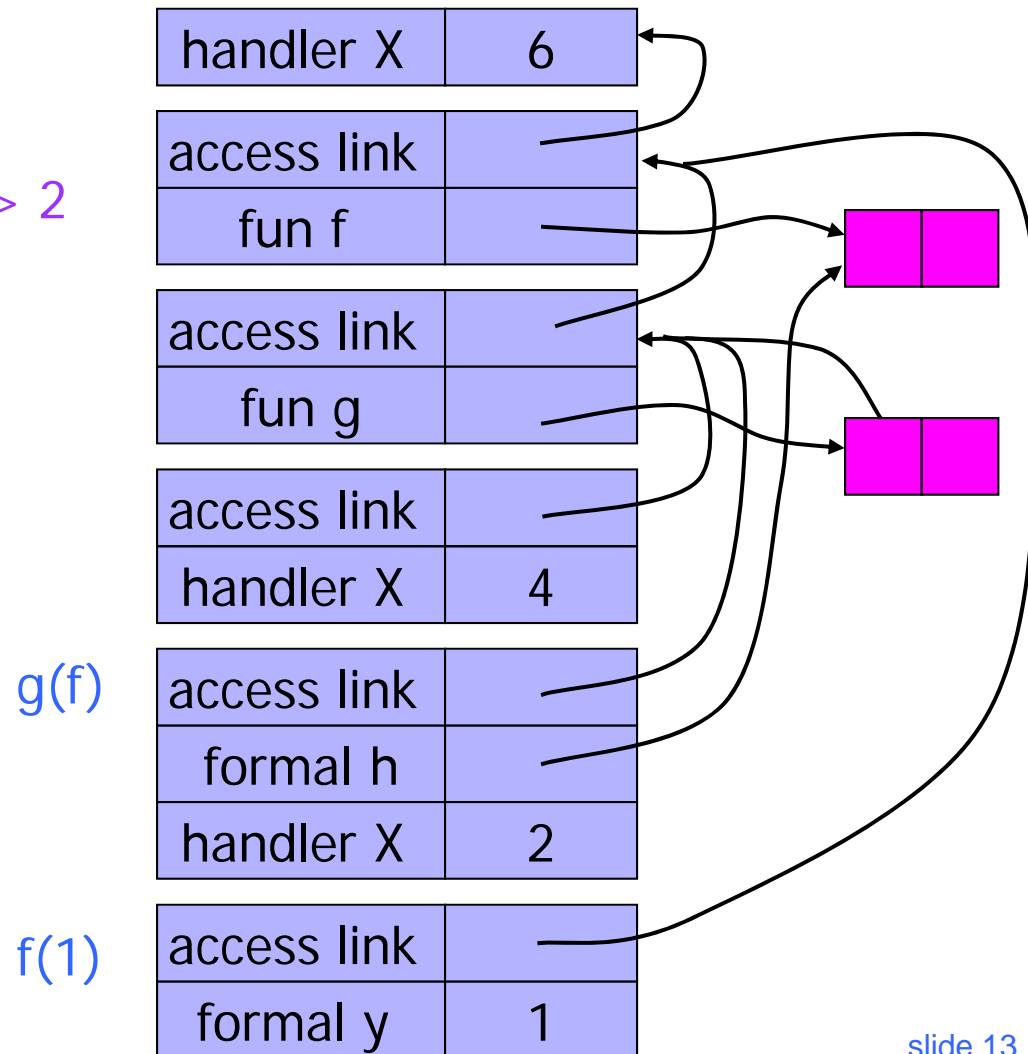 handler X 6
access link
> 2
fun f
access link
fun g
access link
handler X 4
g(f)
access link
formal h
handler X 2
f(1)
access link
formal y 1
slide 13